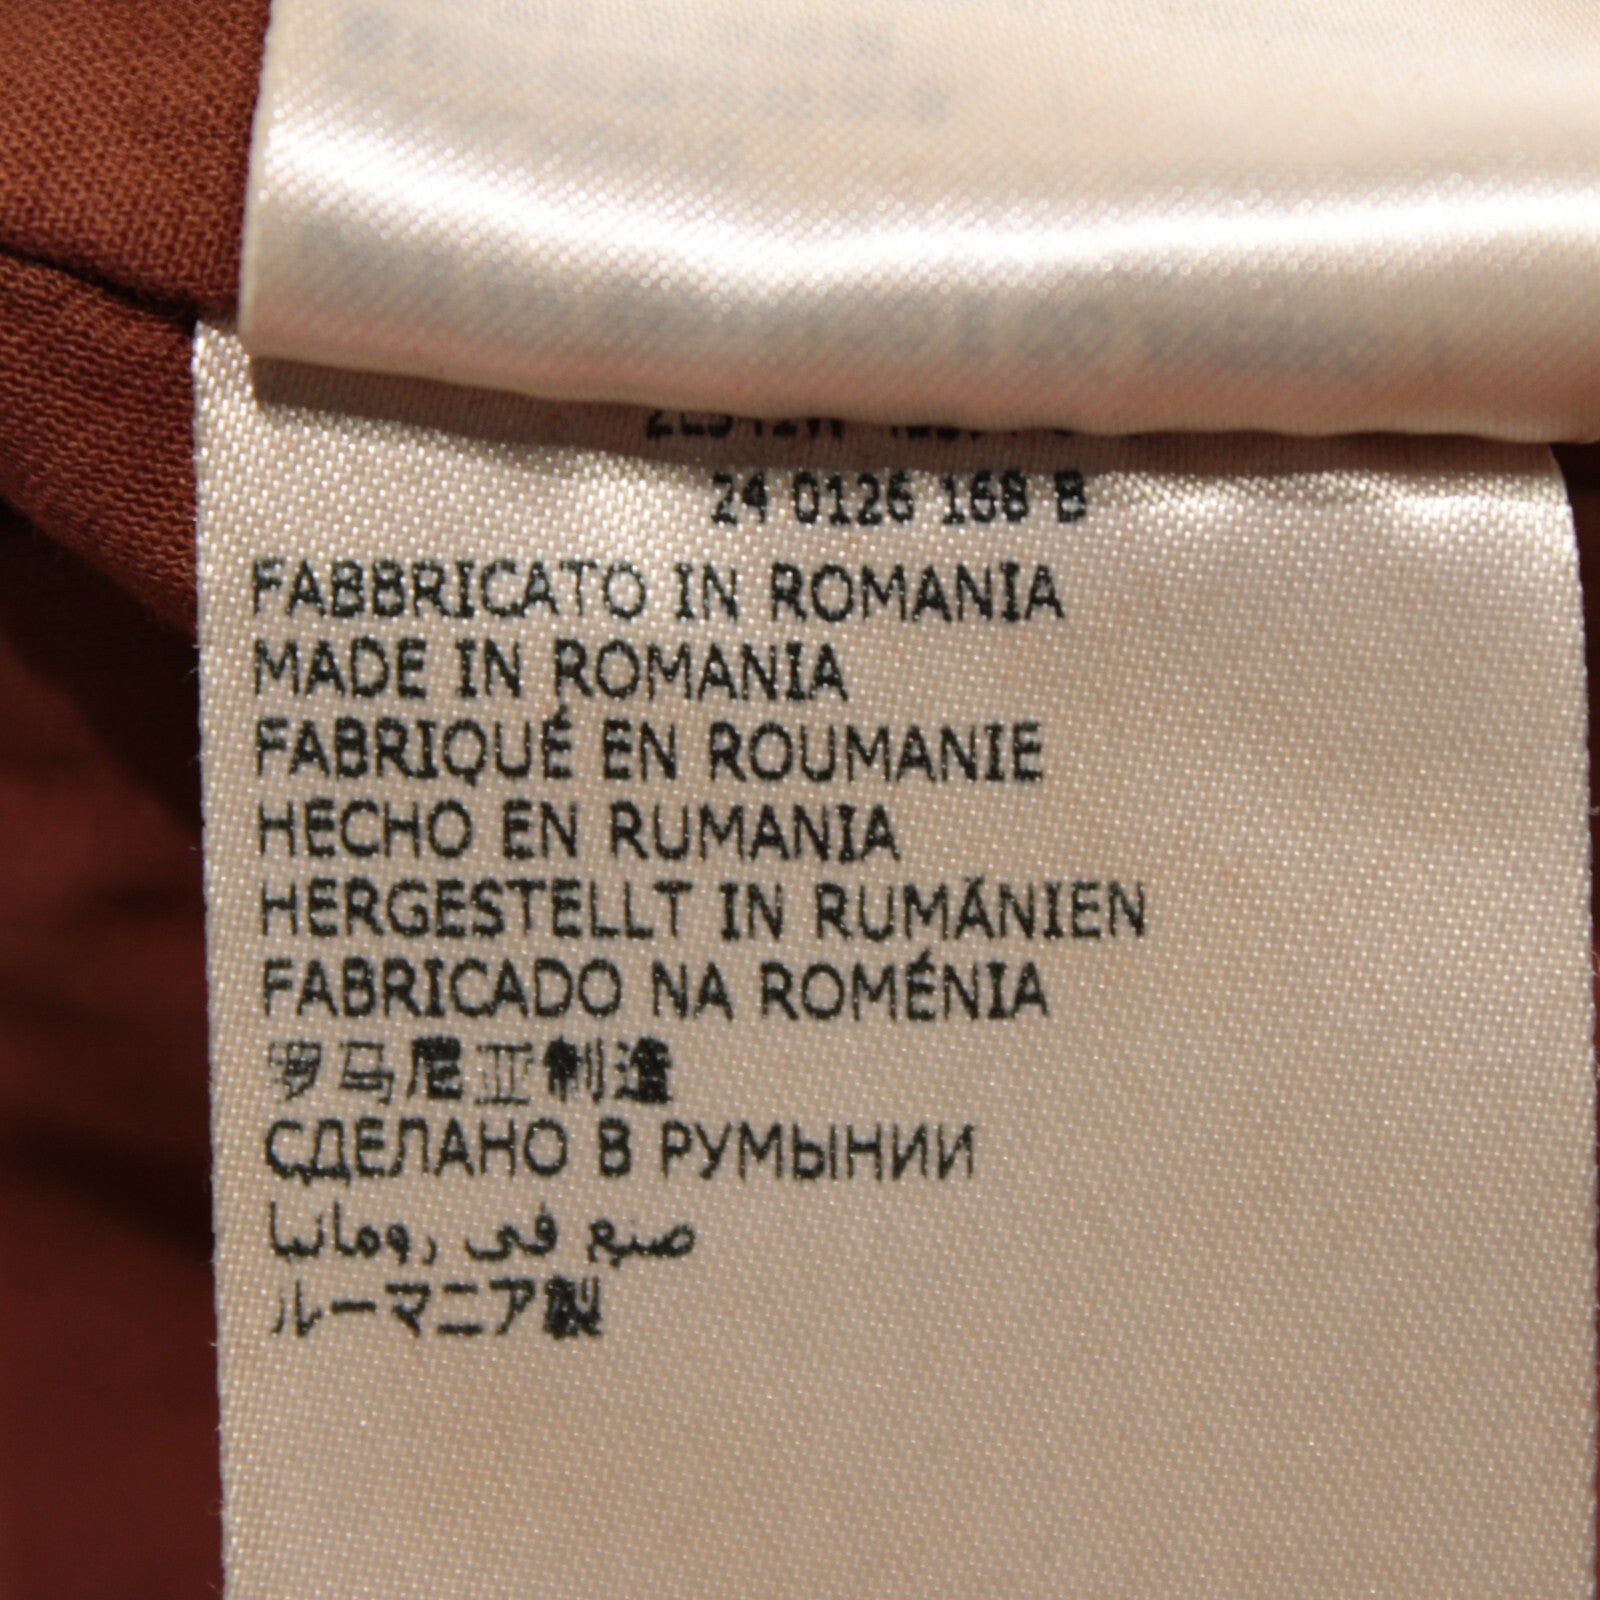 24 0126 168 B
FABBRICATO IN ROMANIA
MADE IN ROMANIA
FABRIQUÉ EN ROUMANIE
HECHO EN RUMANIA
HERGESTELLT IN RUMÄNIEN
FABRICADO NA ROMÉNIA
罗马尼亚制造
СДЕЛАНО В РУМЫНИИ
صنع في رومانيا
ルーマニア製